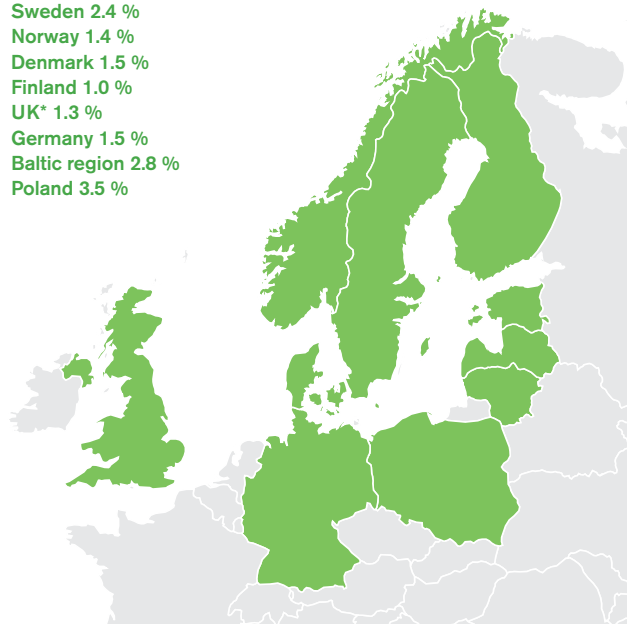 Sweden 2.4 %
Norway 1.4 %
Denmark 1.5 %
Finland 1.0 %
UK* 1.3 %
Germany 1.5 %
Baltic region 2.8 %
Poland 3.5 %